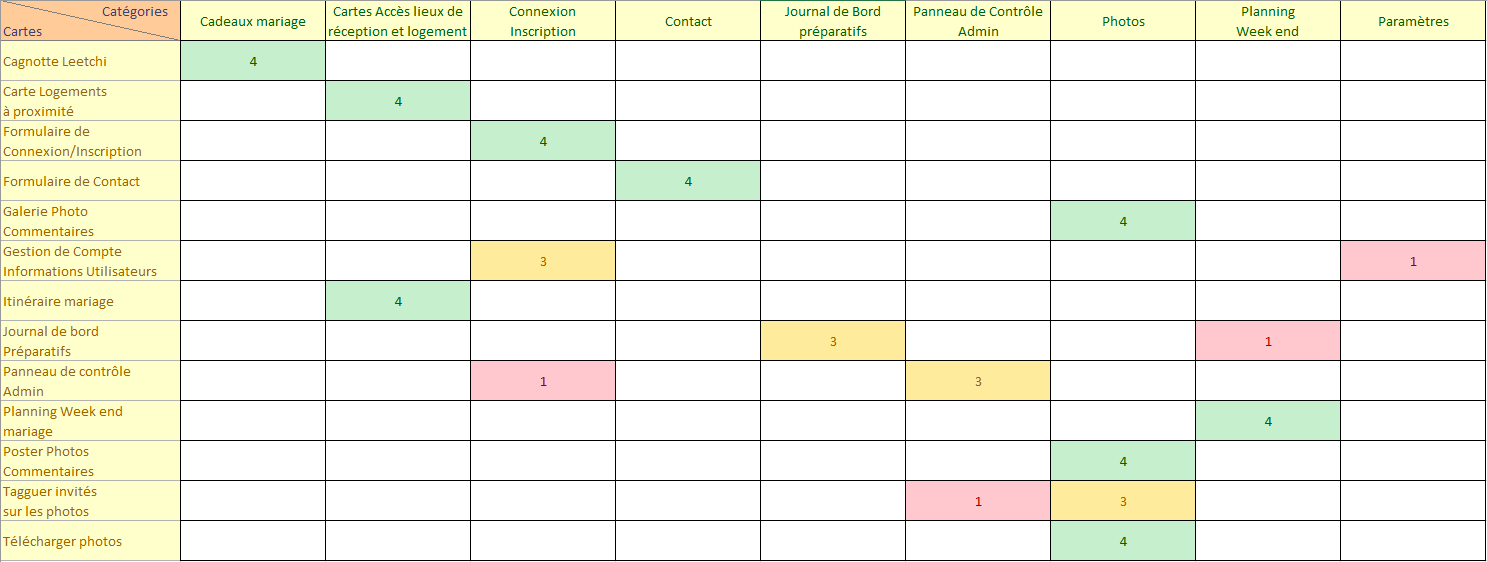 Catégories
Cartes
Cadeaux mariage
Cartes Accès lieux de
réception et logement
Connexion
Inscription
Contact
Journal de Bord
préparatifs
Panneau de Contrôle
Admin
Photos
Planning
Week end
Paramètres
Cagnotte Leetchi
4
Carte Logements
à proximité
4
Formulaire de
Connexion/Inscription
4
Formulaire de Contact
4
Galerie Photo
Commentaires
4
Gestion de Compte
Informations Utilisateurs
3
1
Itinéraire mariage
4
Journal de bord
Préparatifs
3
1
Panneau de contrôle
Admin
1
3
Planning Week end
mariage
4
Poster Photos
Commentaires
4
Tagguer invités
sur les photos
1
3
Télécharger photos
4